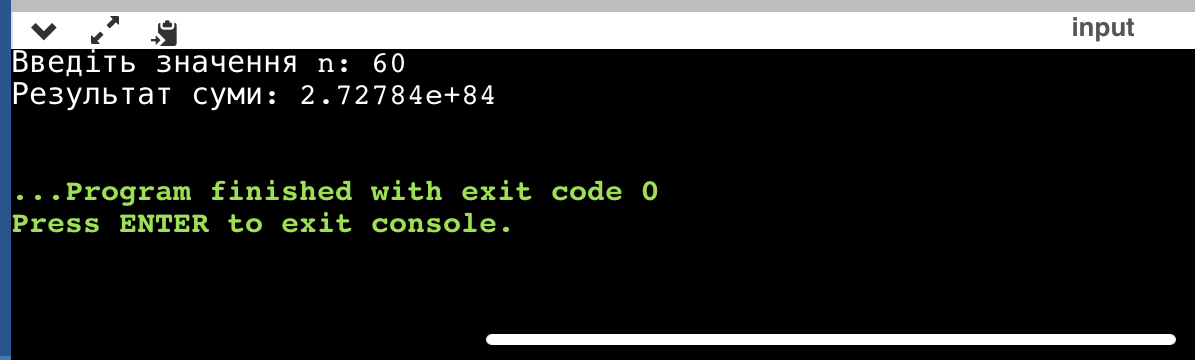 input
Введіть значення n: 60
Результат суми: 2.72784e+84
...Program finished with exit code 0
Press ENTER to exit console.